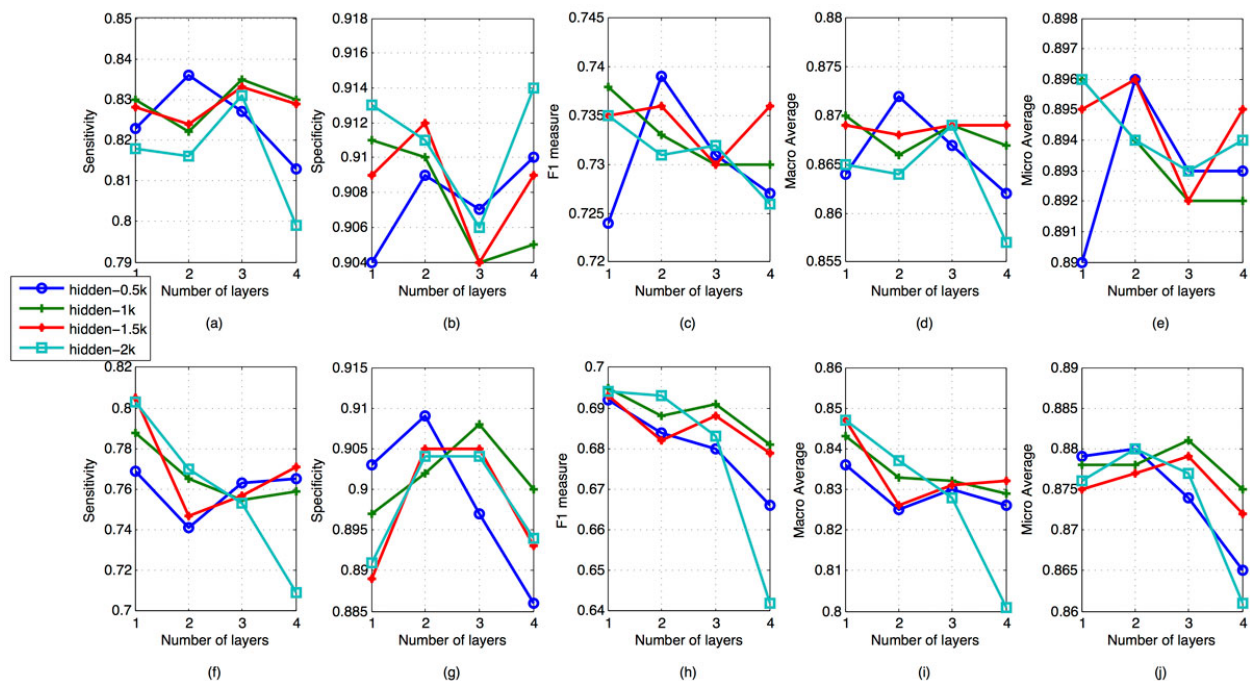 0.85
0.84
0.83
0.82
0.81
0.8
0.79
Sensitivity
1 2 3 4
Number of layers
(a)
0.918
0.916
0.914
0.912
0.91
0.908
0.906
0.904
Specificity
1 2 3 4
Number of layers
(b)
0.745
0.74
0.735
0.73
0.725
0.72
F1 measure
1 2 3 4
Number of layers
(c)
0.88
0.875
0.87
0.865
0.86
0.855
Macro Average
1 2 3 4
Number of layers
(d)
0.898
0.897
0.896
0.895
0.894
0.893
0.892
0.891
0.89
Micro Average
1 2 3 4
Number of layers
(e)
hidden-0.5k
hidden-1k
hidden-1.5k
hidden-2k
0.82
0.8
0.78
0.76
0.74
0.72
0.7
Sensitivity
1 2 3 4
Number of layers
(f)
0.915
0.91
0.905
0.9
0.895
0.89
0.885
Specificity
1 2 3 4
Number of layers
(g)
0.7
0.69
0.68
0.67
0.66
0.65
0.64
F1 measure
1 2 3 4
Number of layers
(h)
0.86
0.85
0.84
0.83
0.82
0.81
0.8
Macro Average
1 2 3 4
Number of layers
(i)
0.89
0.885
0.88
0.875
0.87
0.865
0.86
Micro Average
1 2 3 4
Number of layers
(j)